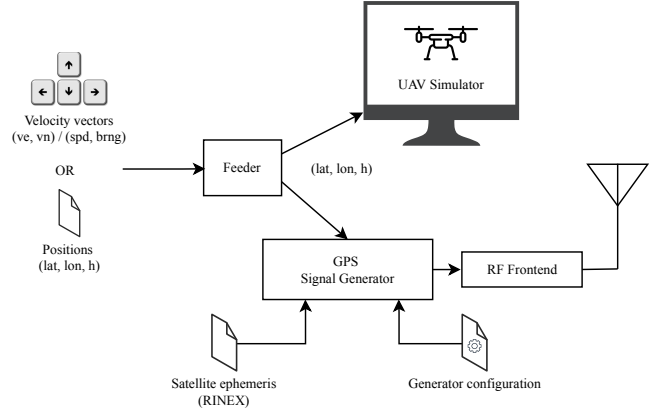 UAV Simulator
Velocity vectors
(ve, vn) / (spd, brng)
OR
Positions
(lat, lon, h)
Feeder
(lat, lon, h)
GPS
Signal Generator
RF Frontend
Satellite ephemeris
(RINEX)
Generator configuration